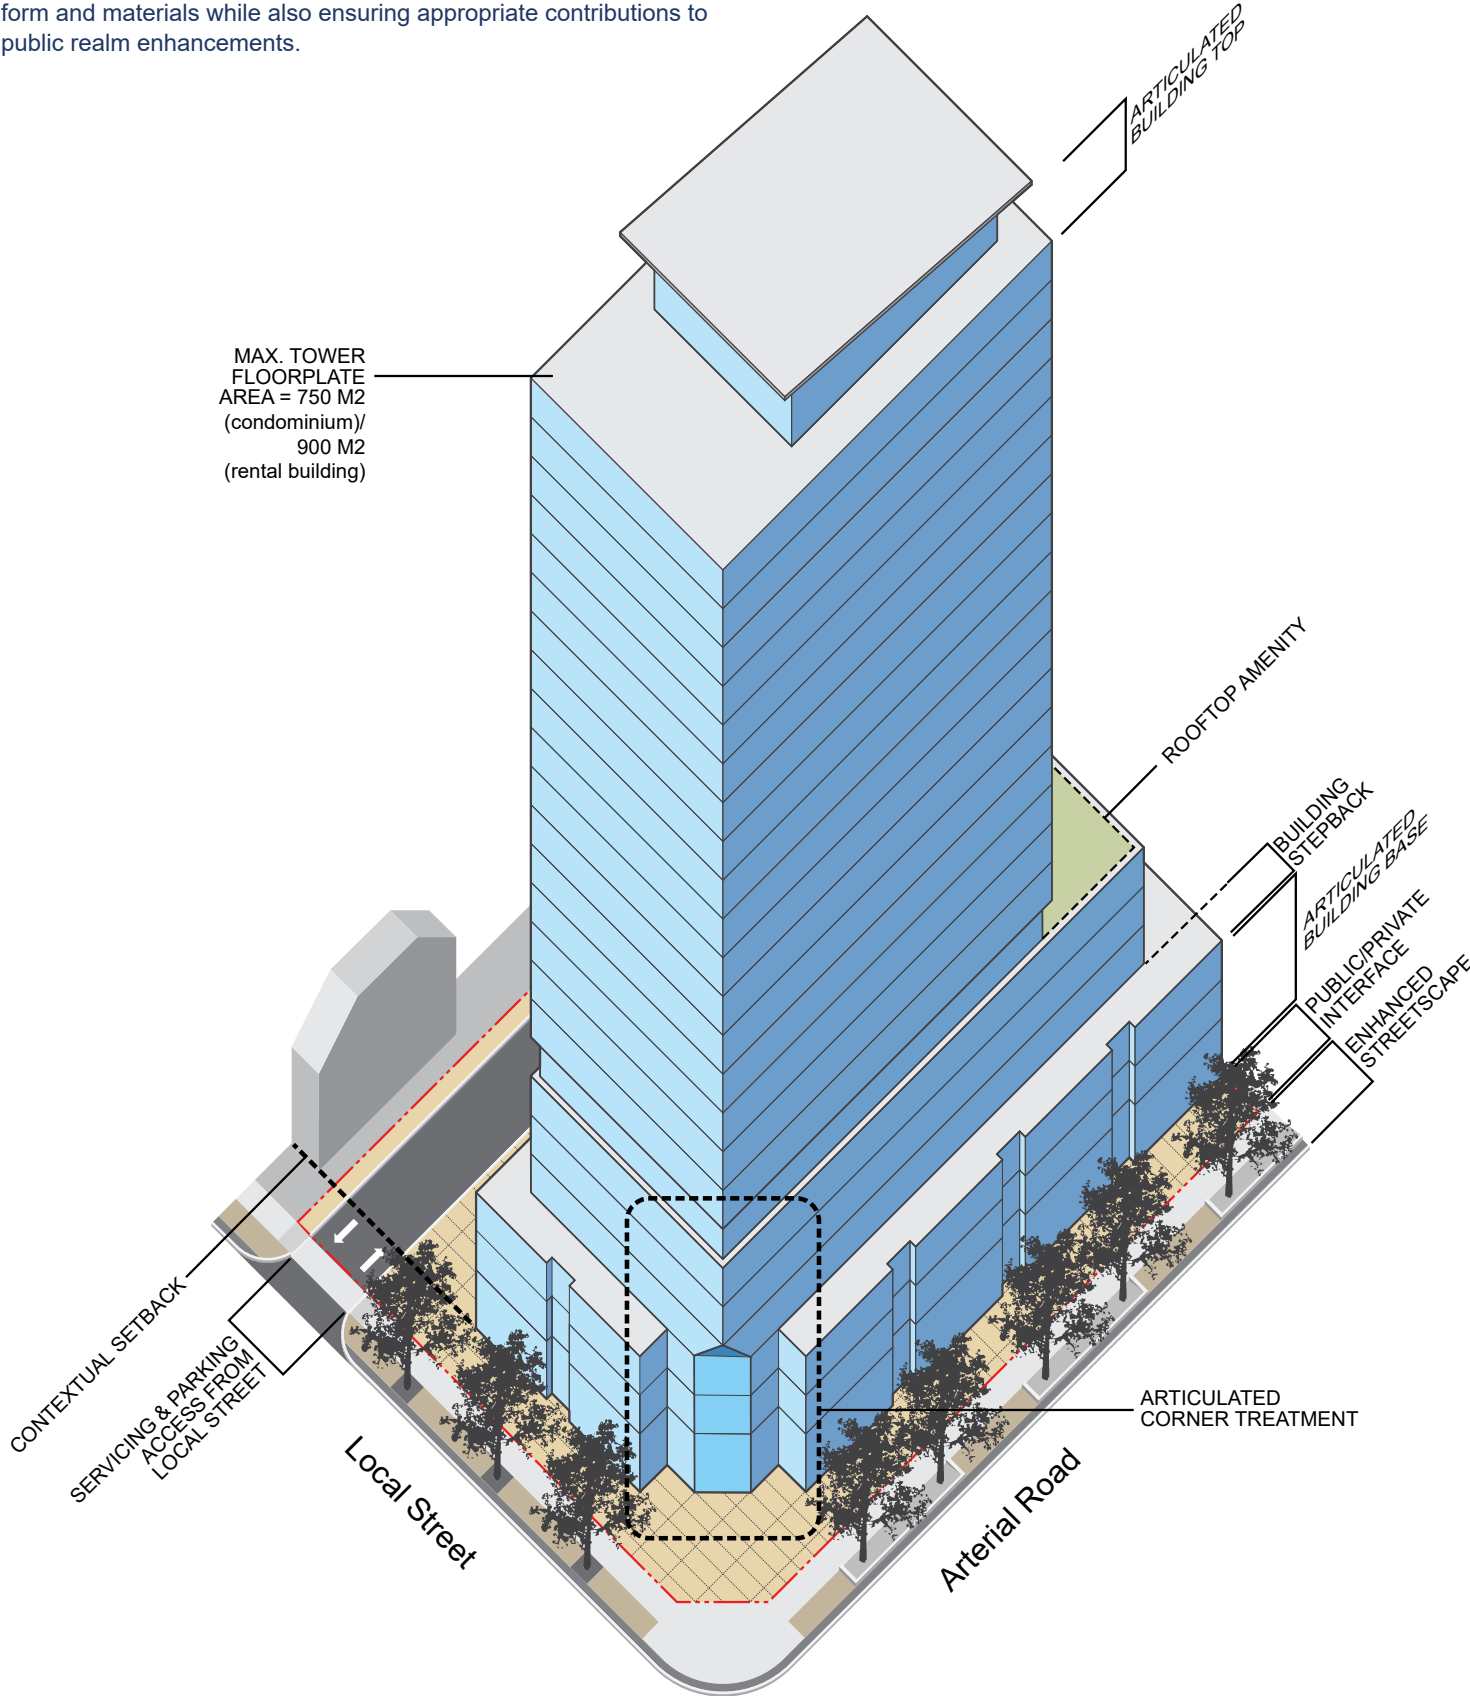 form and materials while also ensuring appropriate contributions to
public realm enhancements.
ARTICULATED
BUILDING TOP
MAX. TOWER
FLOORPLATE
AREA = 750 M2
(condominium)/
900 M2
(rental building)
ROOFTOP AMENITY
BUILDING
STEPBACK
ARTICULATED
BUILDING BASE
PUBLIC/PRIVATE
INTERFACE
ENHANCED
STREETSCAPE
CONTEXTUAL SETBACK
SERVICING & PARKING
ACCESS FROM
LOCAL STREET
ARTICULATED
CORNER TREATMENT
Local Street
Arterial Road